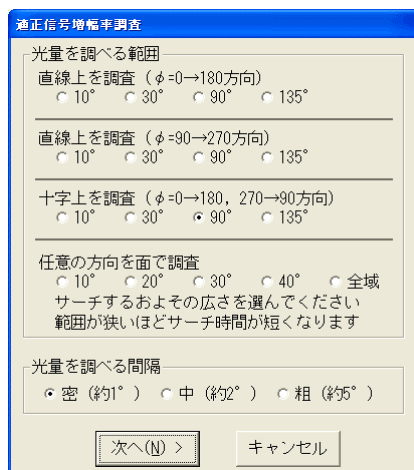 適正信号増幅率調査
光量を調べる範囲
直線上を調査（φ=0→180方向）
10° 30° 90° 135°
直線上を調査（φ=90→270方向）
10° 30° 90° 135°
十字上を調査（φ=0→180, 270→90方向）
10° 30° 90° 135°
任意の方向を面で調査
10° 20° 30° 40° 全域
サーチするおよその広さを選んでください
範囲が狭いほどサーチ時間が短くなります
光量を調べる間隔
密（約1°） 中（約2°） 粗（約5°）
次へ(N) > キャンセル